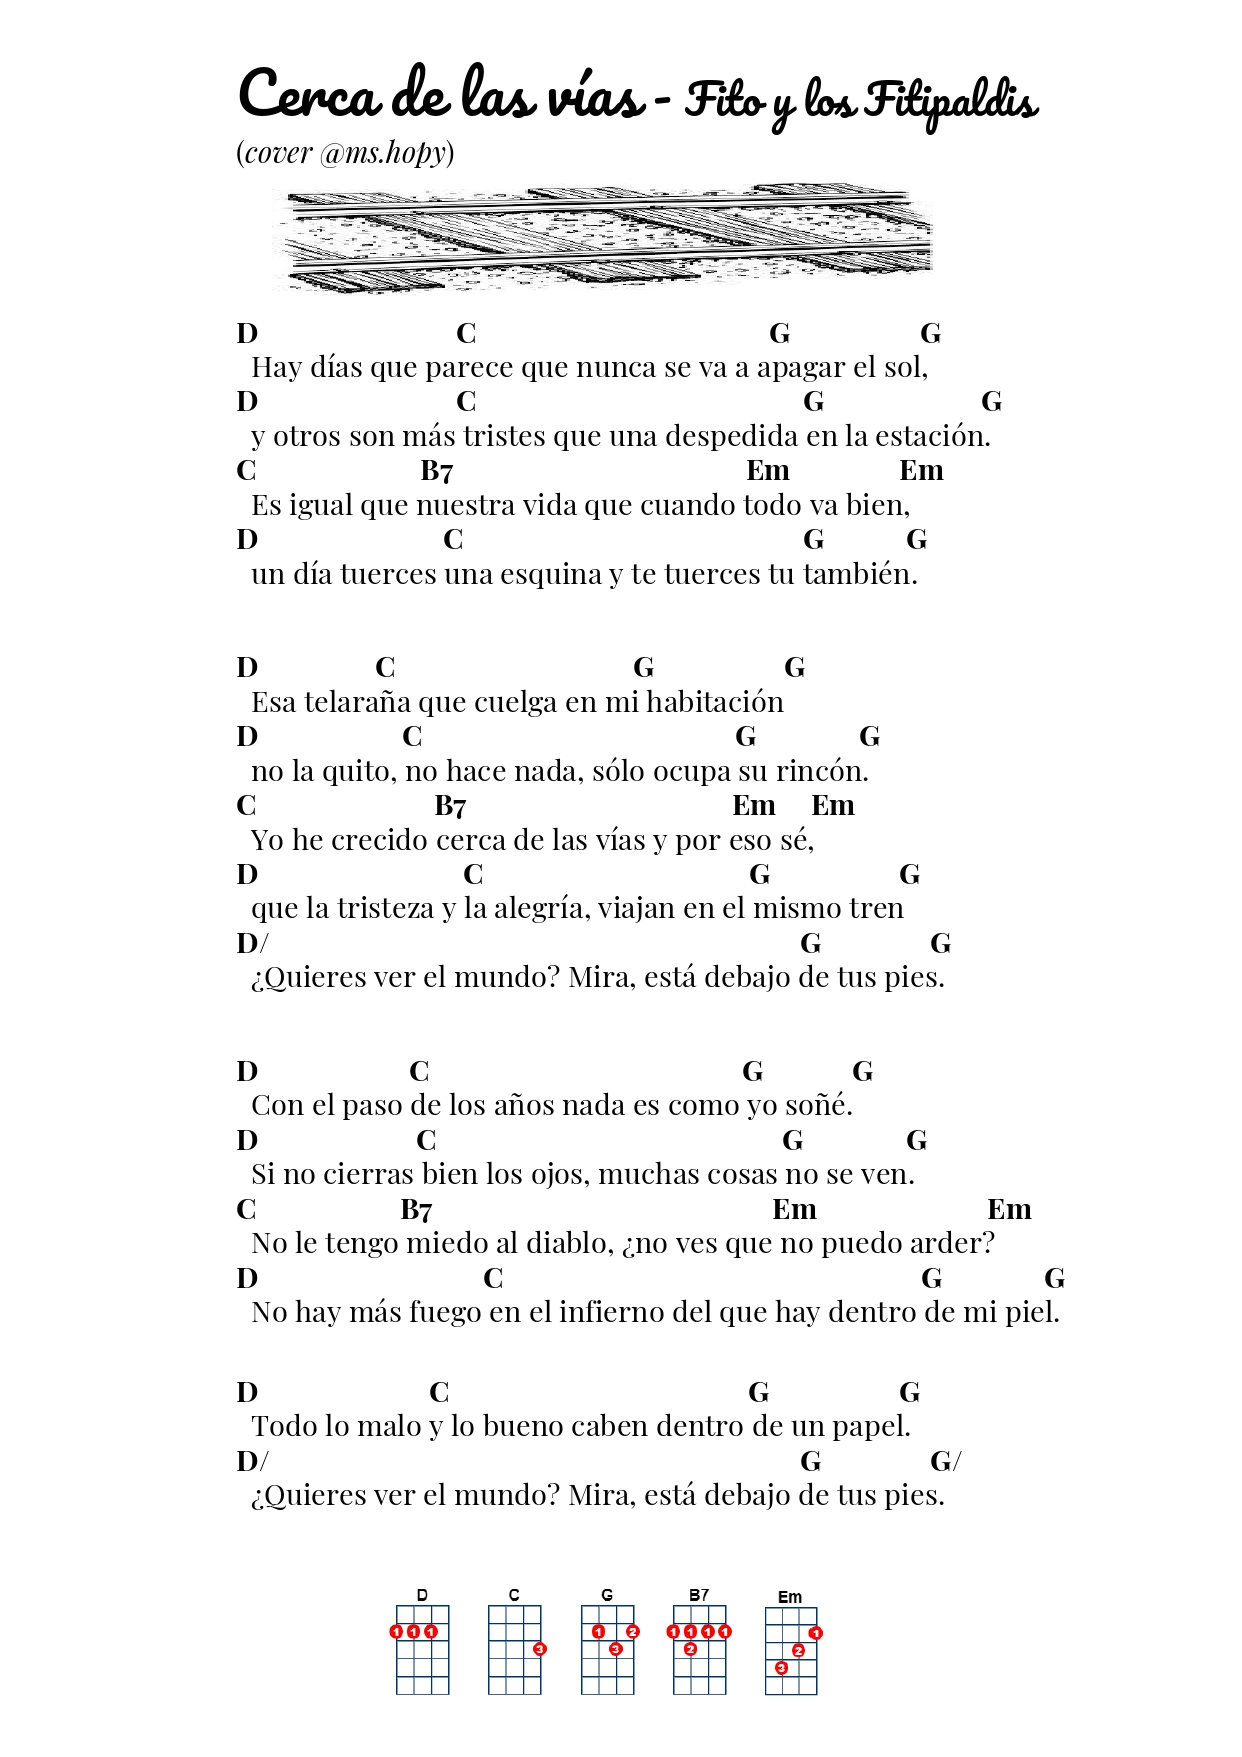 Cerca de las vías - Fito y los Fitipaldis
(cover @ms.hopy)
D C G G
Hay días que parece que nunca se va a apagar el sol,
D C G G
y otros son más tristes que una despedida en la estación.
C B7 Em Em
Es igual que nuestra vida que cuando todo va bien,
D C G G
un día tuerces una esquina y te tuerces tu también.
D C G G
Esa telaraña que cuelga en mi habitación
D C G G
no la quito, no hace nada, sólo ocupa su rincón.
C B7 Em Em
Yo he crecido cerca de las vías y por eso sé,
D C G G
que la tristeza y la alegría, viajan en el mismo tren
D/ G G
¿Quieres ver el mundo? Mira, está debajo de tus pies.
D C G G
Con el paso de los años nada es como yo soñé.
D C G G
Si no cierras bien los ojos, muchas cosas no se ven.
C B7 Em Em
No le tengo miedo al diablo, ¿no ves que no puedo arder?
D C G G
No hay más fuego en el infierno del que hay dentro de mi piel.
D C G G
Todo lo malo y lo bueno caben dentro de un papel.
D/ G G/
¿Quieres ver el mundo? Mira, está debajo de tus pies.
D C G B7 Em
1 1 1 1 2 1 1 1 1 1
3 3 2 2
3